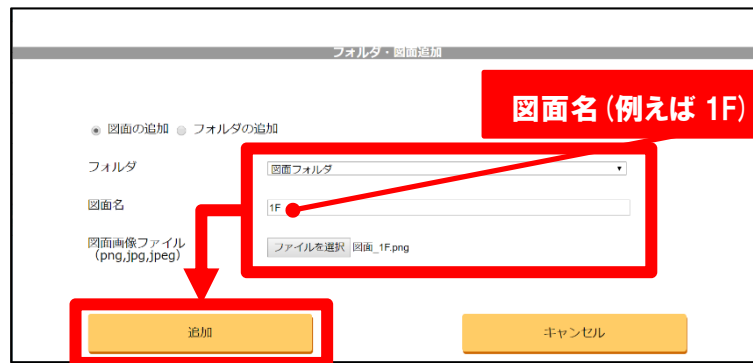 フォルダ・図面追加
図面名(例えば 1F)
図面の追加 フォルダの追加
フォルダ 図面フォルダ
図面名 1F
図面画像ファイル
(png,jpg,jpeg) ファイルを選択 図面_1F.png
追加 キャンセル